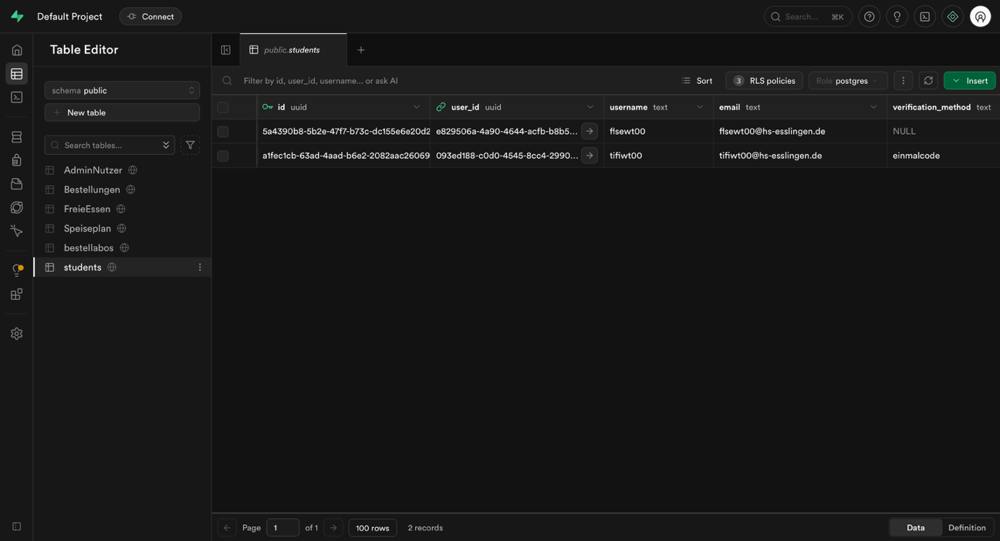 Default Project
Connect
Search... ⌘K
Table Editor
public.students
schema public
New table
Search tables...
AdminNutzer
Bestellungen
FreieEssen
Speiseplan
bestellabos
students
Filter by id, user_id, username... or ask AI
Sort
3 RLS policies
Role postgres
Insert
id uuid user_id uuid username text email text verification_method text
5a4390b8-5b2e-47f7-b73c-dc155e6e20d2 e829506a-4a90-4644-acfb-b8b5... flsewt00 flsewt00@hs-esslingen.de NULL
a1fec1cb-63ad-4aad-b6e2-2082aac26069 093ed188-c0d0-4545-8cc4-2990... tifiwt00 tifiwt00@hs-esslingen.de einmalcode
Page 1 of 1 100 rows 2 records
Data Definition